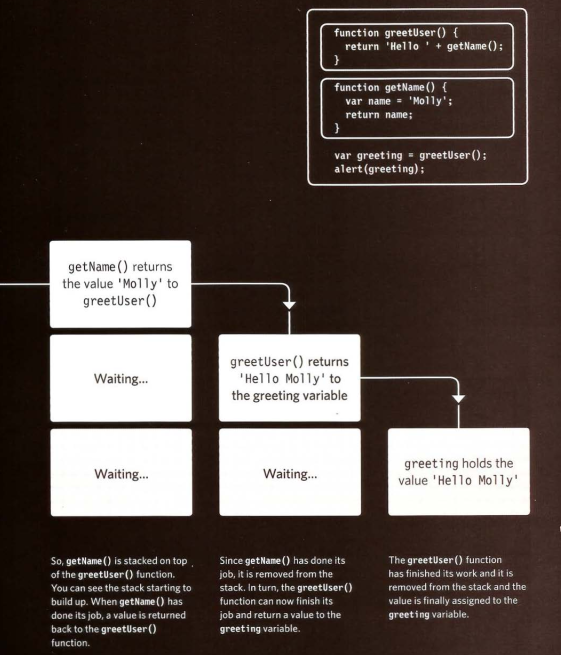 function greetUser() {
return 'Hello ' + getName();
}
function getName() {
var name = 'Molly';
return name;
}
var greeting = greetUser();
alert(greeting);
getName() returns
the value 'Molly' to
greetUser()
Waiting...
Waiting...
greetUser() returns
'Hello Molly' to
the greeting variable
Waiting...
greeting holds the
value 'Hello Molly'
So, getName() is stacked on top
of the greetUser() function.
You can see the stack starting to
build up. When getName() has
done its job, a value is returned
back to the greetUser()
function.
Since getName() has done its
job, it is removed from the
stack. In turn, the greetUser()
function can now finish its
job and return a value to the
greeting variable.
The greetUser() function
has finished its work and it is
removed from the stack and the
value is finally assigned to the
greeting variable.